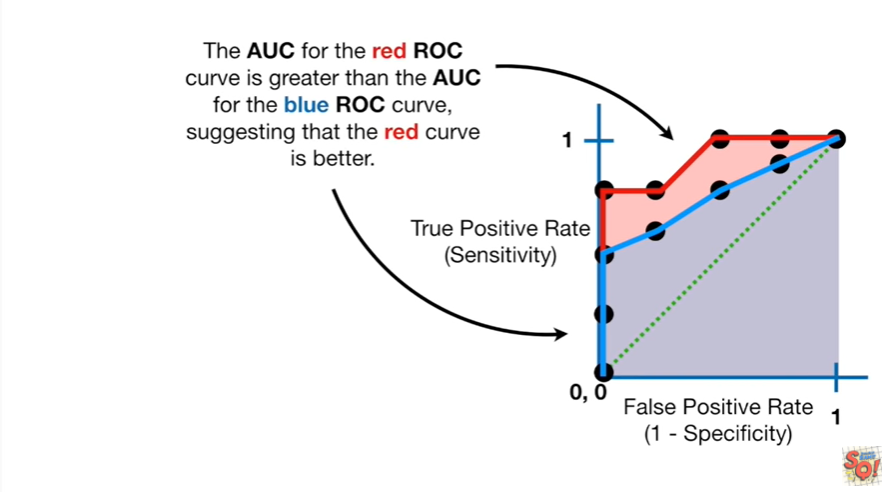 The AUC for the red ROC
curve is greater than the AUC
for the blue ROC curve,
suggesting that the red curve
is better.
1
True Positive Rate
(Sensitivity)
0, 0
False Positive Rate
(1 - Specificity)
1
SQ!